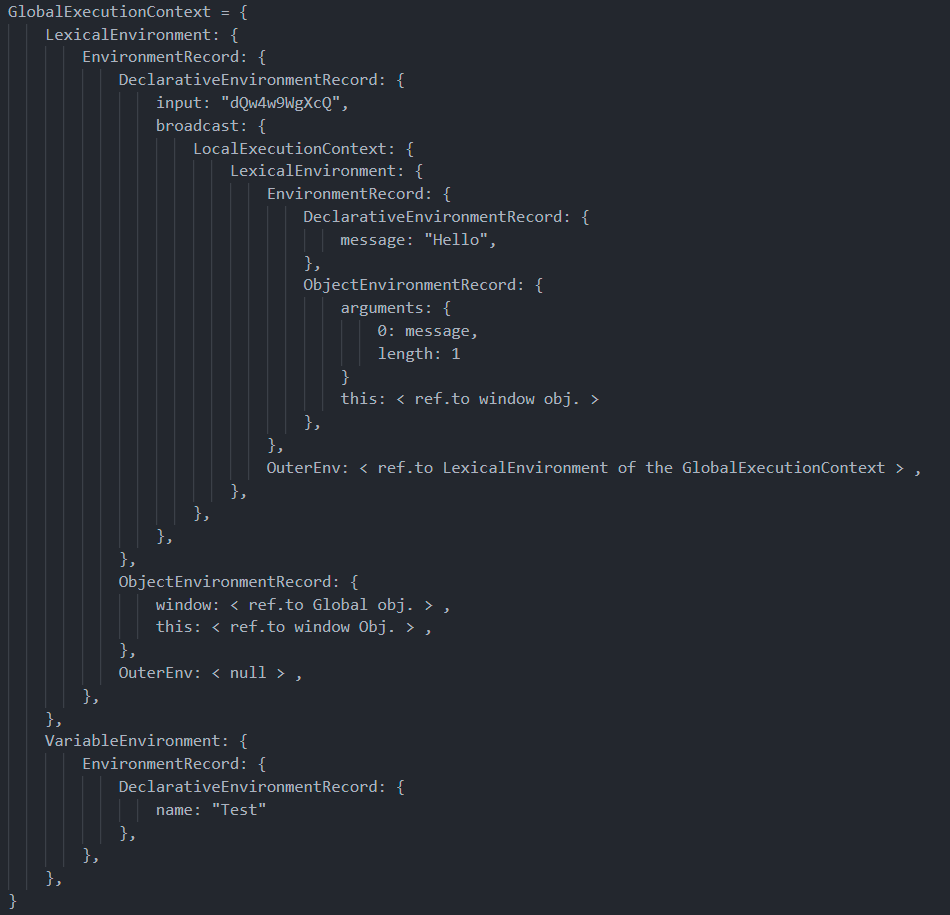 GlobalExecutionContext = {
LexicalEnvironment: {
EnvironmentRecord: {
DeclarativeEnvironmentRecord: {
input: "dQw4w9WgXcQ",
broadcast: {
LocalExecutionContext: {
LexicalEnvironment: {
EnvironmentRecord: {
DeclarativeEnvironmentRecord: {
message: "Hello",
},
ObjectEnvironmentRecord: {
arguments: {
0: message,
length: 1
}
this: < ref.to window obj. >
},
},
OuterEnv: < ref.to LexicalEnvironment of the GlobalExecutionContext > ,
},
},
},
},
ObjectEnvironmentRecord: {
window: < ref.to Global obj. > ,
this: < ref.to window Obj. > ,
},
OuterEnv: < null > ,
},
},
VariableEnvironment: {
EnvironmentRecord: {
DeclarativeEnvironmentRecord: {
name: "Test"
},
},
},
}